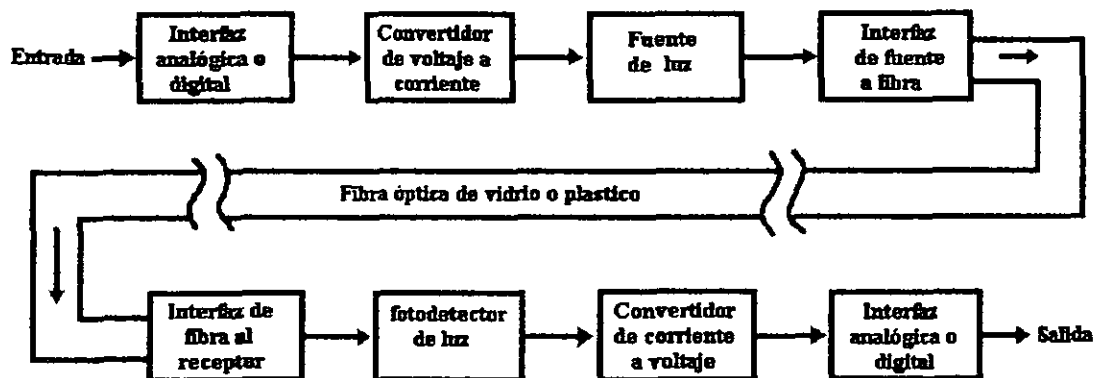 Entrada
Interfaz
analógica o
digital
Convertidor
de voltaje a
corriente
Fuente
de luz
Interfaz
de fuente
a fibra
Fibra óptica de vidrio o plastico
Interfaz de
fibra al
receptor
fotodetector
de luz
Convertidor
de corriente
a voltaje
Interfaz
analógica o
digital
Salida